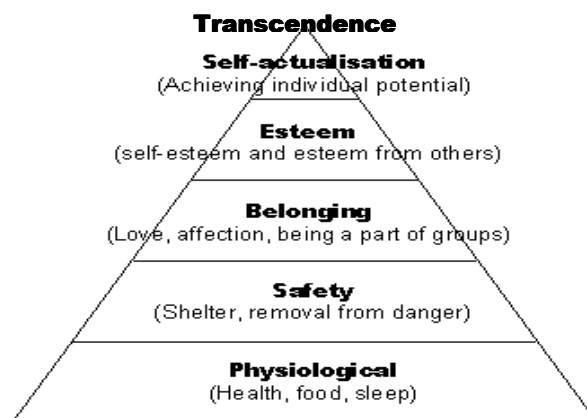 Transcendence
Self-actualisation
(Achieving individual potential)
Esteem
(self-esteem and esteem from others)
Belonging
(Love, affection, being a part of groups)
Safety
(Shelter, removal from danger)
Physiological
(Health, food, sleep)